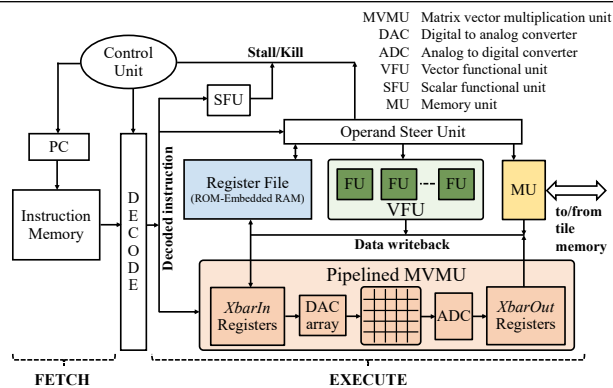 MVMU Matrix vector multiplication unit
DAC Digital to analog converter
ADC Analog to digital converter
VFU Vector functional unit
SFU Scalar functional unit
MU Memory unit
Control
Unit
Stall/Kill
SFU
PC
Instruction
Memory
DECODE
Decoded instruction
Operand Steer Unit
Register File
(ROM-Embedded RAM)
FU FU FU
VFU
MU
to/from
tile
memory
Data writeback
Pipelined MVMU
XbarIn
Registers
DAC
array
ADC
XbarOut
Registers
FETCH EXECUTE